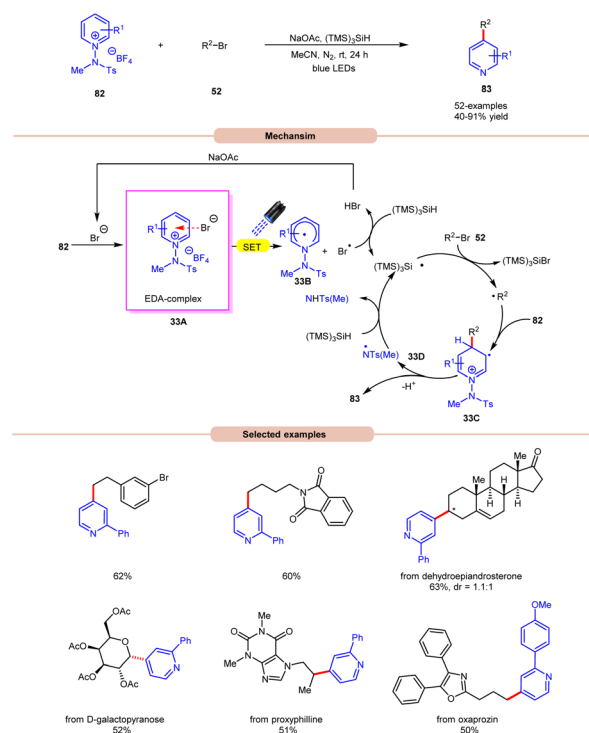 R¹
N
⊕
⊖
BF₄
N
Me
Ts
82
+
R²–Br
52
NaOAc, (TMS)₃SiH
MeCN, N₂, rt, 24 h
blue LEDs
R²
R¹
N
83
52-examples
40-91% yield
Mechansim
NaOAc
82
Br
⊖
R¹
Br
⊖
⊕
N
BF₄
⊖
N
Me
Ts
EDA-complex
33A
SET
R¹
N
N
Me
Ts
33B
+
Br•
HBr
(TMS)₃SiH
(TMS)₃Si •
R²–Br 52
(TMS)₃SiBr
•R²
82
NHTs(Me)
(TMS)₃SiH
•
NTs(Me)
33D
-H⁺
83
R²
H
R¹
⊕
N
N
Me
Ts
33C
Selected examples
Br
N
Ph
62%
O
N
O
N
Ph
60%
Me
O
Me
H
H
H
*
N
Ph
from dehydroepiandrosterone
63%, dr = 1.1:1
OAc
AcO
O
AcO
OAc
Ph
N
from D-galactopyranose
52%
Me
O
N
N
Me
O
N
N
Me
Ph
N
from proxyphilline
51%
OMe
N
O
N
from oxaprozin
50%